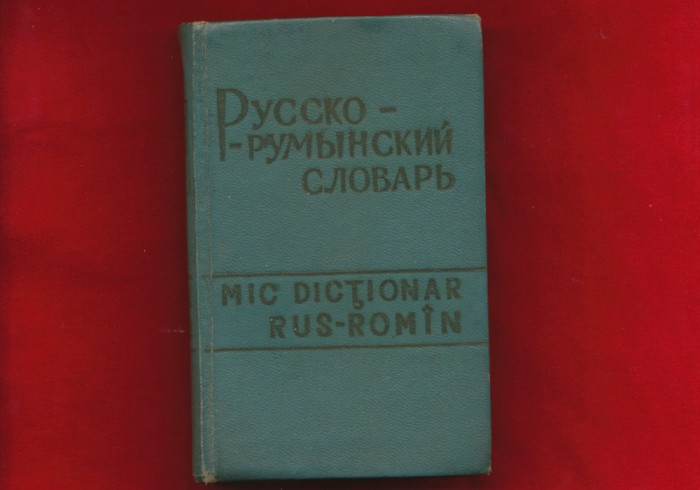 Русско-
-румынский
словарь
MIC DICȚIONAR
RUS-ROMÎN